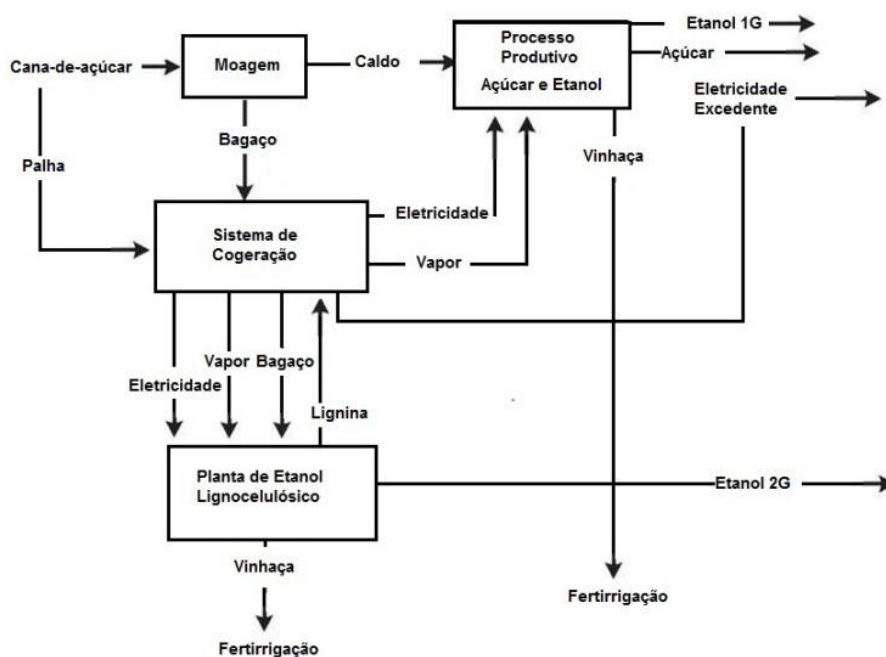 Cana-de-açúcar
Moagem
Caldo
Processo
Produtivo
Açúcar e Etanol
Etanol 1G
Açúcar
Eletricidade
Excedente
Bagaço
Vinhaça
Palha
Eletricidade
Sistema de
Cogeração
Vapor
Vapor
Bagaço
Eletricidade
Lignina
Planta de Etanol
Lignocelulósico
Etanol 2G
Vinhaça
Fertirrigação
Fertirrigação